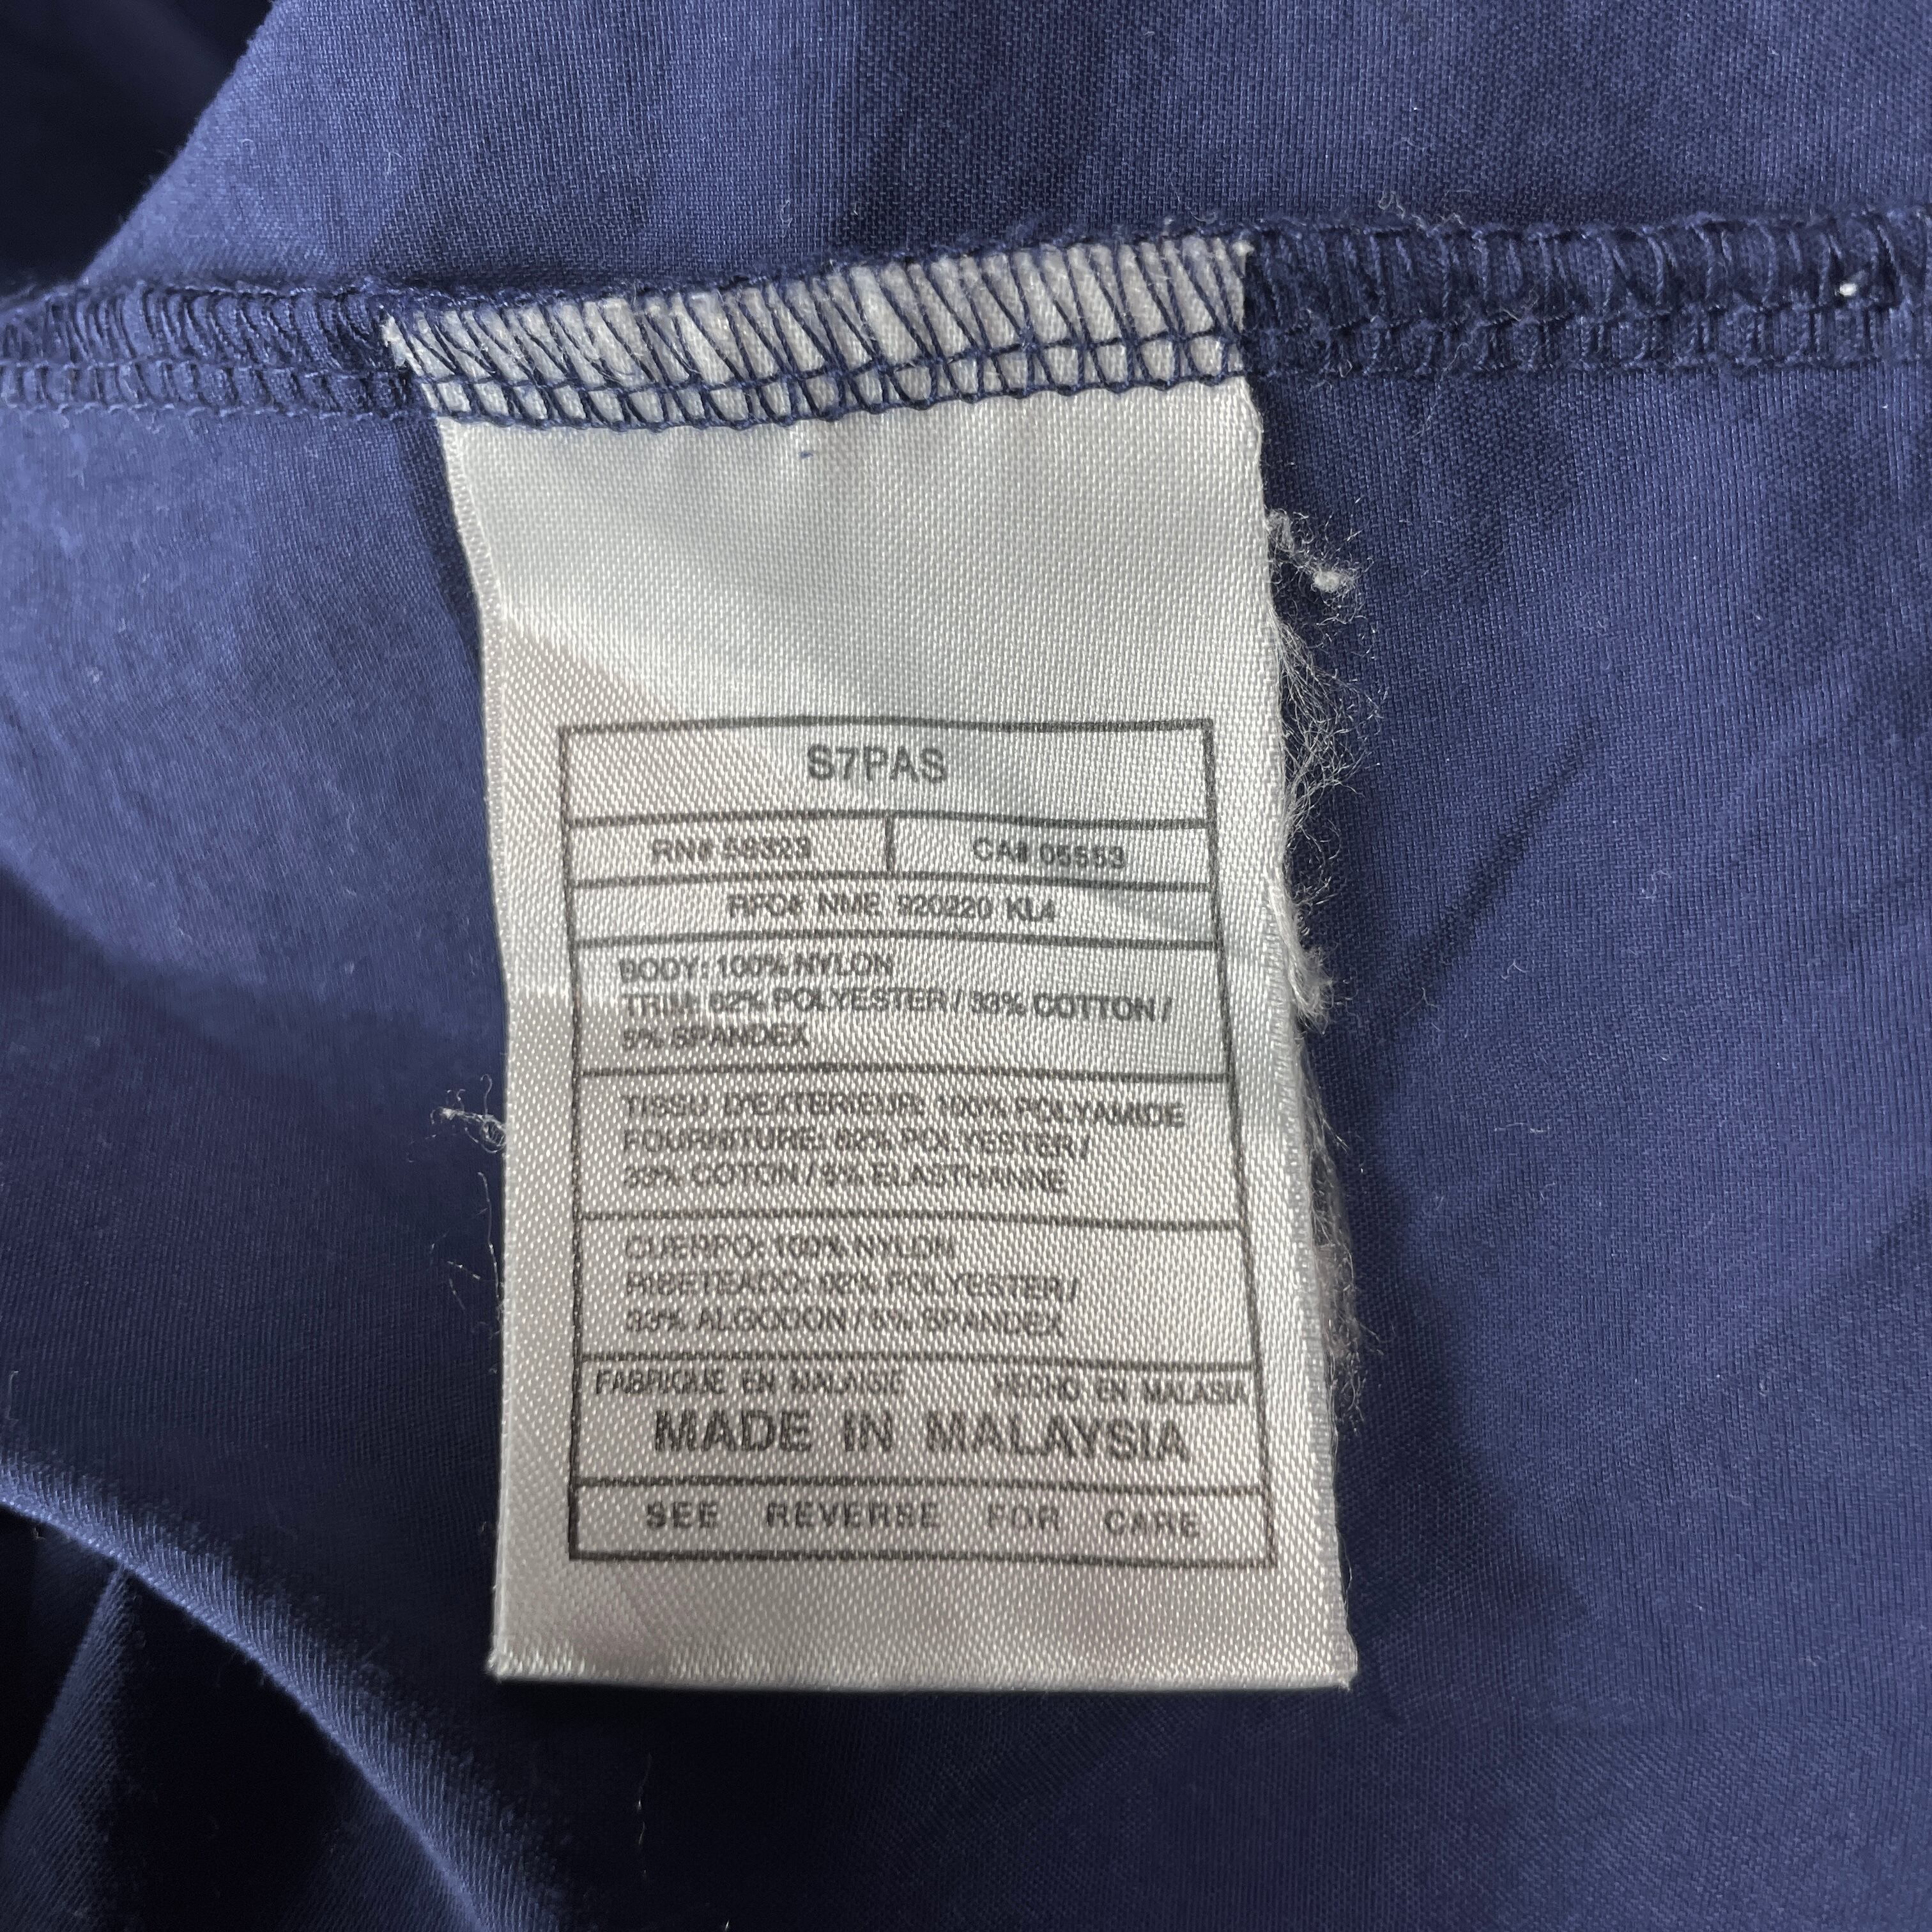 S7PAS
RN# 59323 CA# 05553
RFC# NME 920220 KL4
BODY: 100% NYLON
TRIM: 62% POLYESTER / 33% COTTON /
5% SPANDEX
TISSU D'EXTERIEUR: 100% POLYAMIDE
FOURNITURE: 62% POLYESTER /
33% COTON / 5% ELASTHANNE
CUERPO: 100% NYLON
RIBETEADO: 62% POLYESTER /
33% ALGODON / 5% SPANDEX
FABRIQUE EN MALAISIE HECHO EN MALASIA
MADE IN MALAYSIA
SEE REVERSE FOR CARE